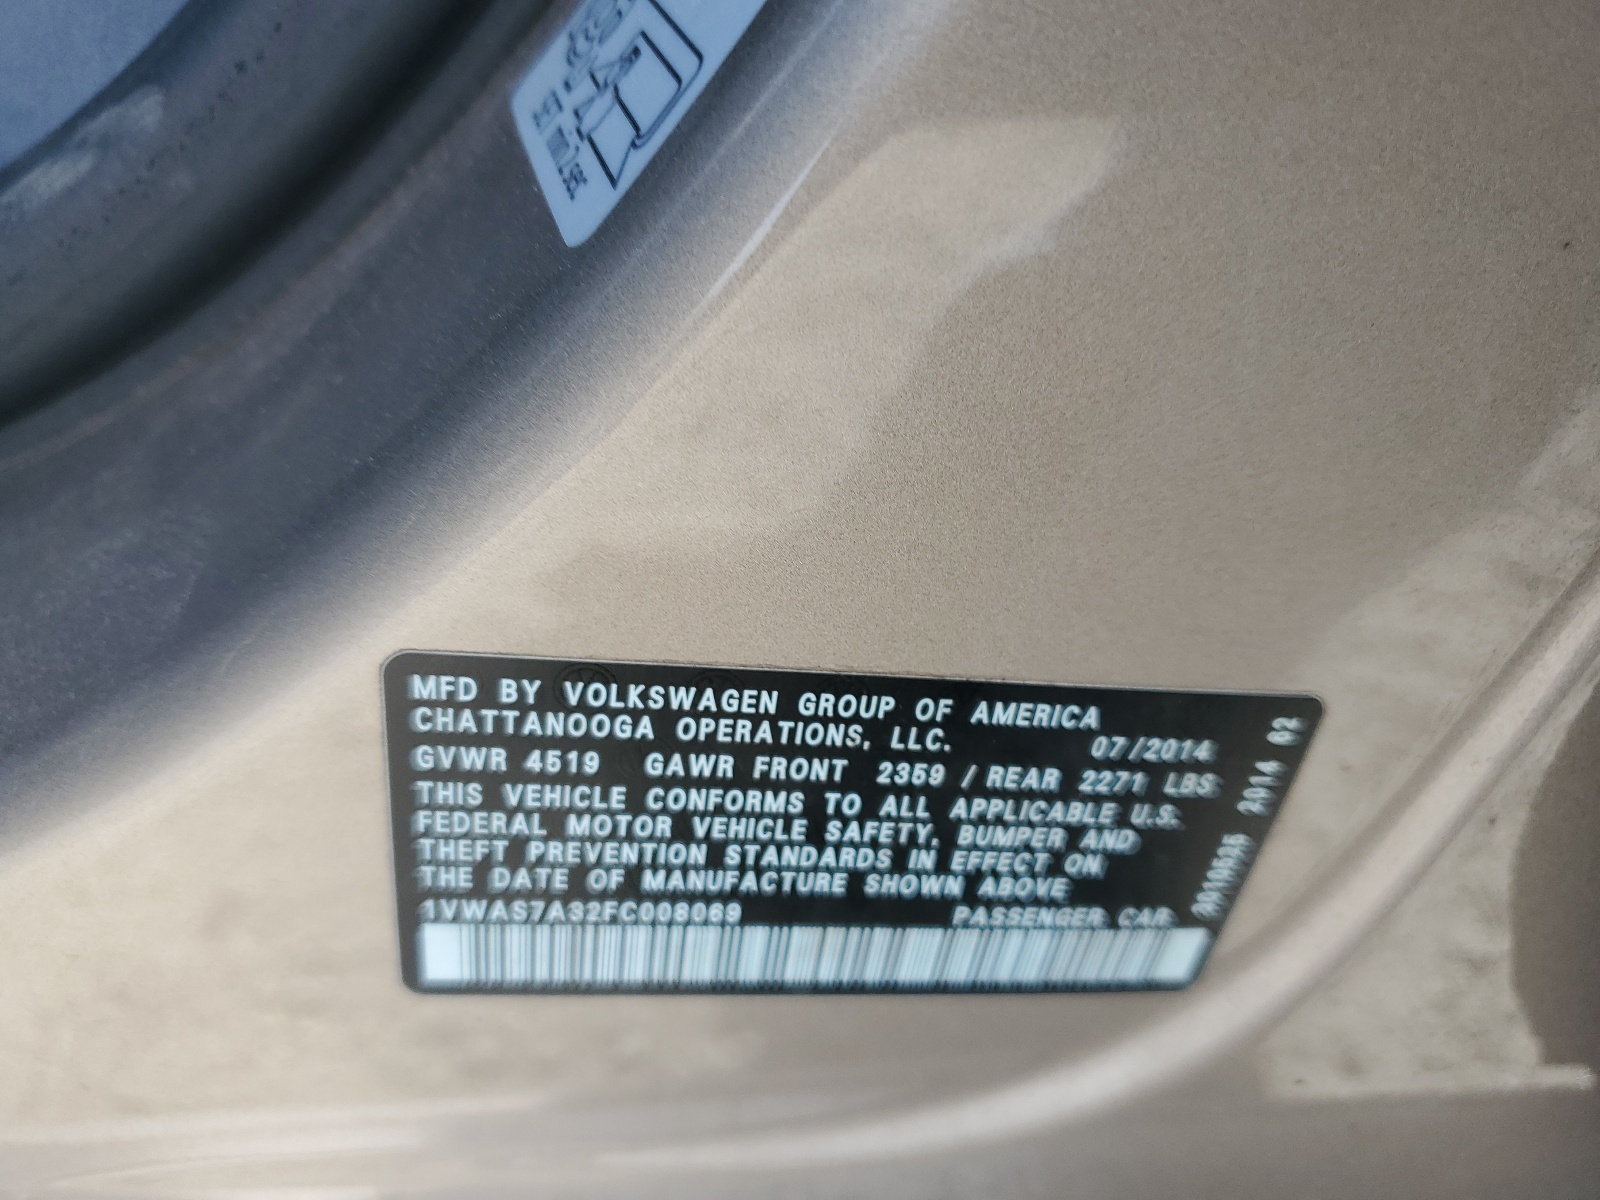 MFD BY VOLKSWAGEN GROUP OF AMERICA
CHATTANOOGA OPERATIONS, LLC. 07/2014
GVWR 4519 GAWR FRONT 2359 / REAR 2271 LBS
THIS VEHICLE CONFORMS TO ALL APPLICABLE U.S.
FEDERAL MOTOR VEHICLE SAFETY, BUMPER AND
THEFT PREVENTION STANDARDS IN EFFECT ON
THE DATE OF MANUFACTURE SHOWN ABOVE
1VWAS7A32FC008069 PASSENGER CAR
2014 62